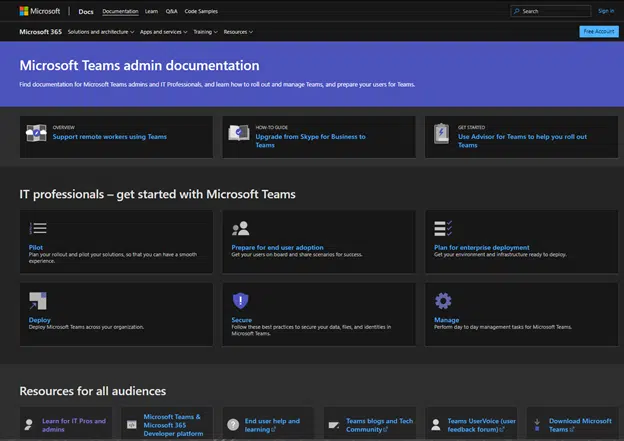 Microsoft Docs Documentation Learn Q&A Code Samples Search Sign in
Microsoft 365 Solutions and architecture Apps and services Training Resources Free Account
Microsoft Teams admin documentation
Find documentation for Microsoft Teams admins and IT Professionals, and learn how to roll out and manage Teams, and prepare your users for Teams.
OVERVIEW
Support remote workers using Teams
HOW-TO GUIDE
Upgrade from Skype for Business to
Teams
GET STARTED
Use Advisor for Teams to help you roll out
Teams
IT professionals – get started with Microsoft Teams
Pilot
Plan your rollout and pilot your solutions, so that you can have a smooth
experience.
Prepare for end user adoption
Get your users on board and share scenarios for success.
Plan for enterprise deployment
Get your environment and infrastructure ready to deploy.
Deploy
Deploy Microsoft Teams across your organization.
Secure
Follow these best practices to secure your data, files, and identities in
Microsoft Teams.
Manage
Perform day to day management tasks for Microsoft Teams.
Resources for all audiences
Learn for IT Pros and
admins
Microsoft Teams &
Microsoft 365
Developer platform
End user help and
learning
Teams blogs and Tech
Community
Teams UserVoice (user
feedback forum)
Download Microsoft
Teams